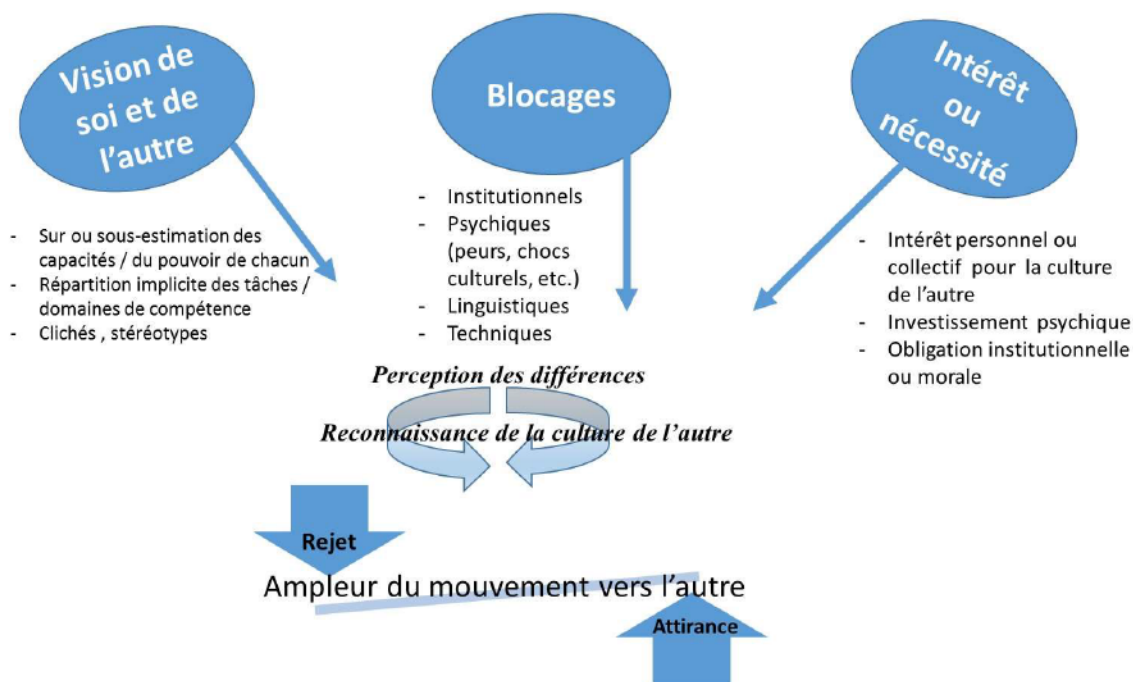 Vision de
soi et de
l'autre
Blocages
Intérêt
ou
nécessité
- Sur ou sous-estimation des
capacités / du pouvoir de chacun
- Répartition implicite des tâches /
domaines de compétence
- Clichés , stéréotypes
- Institutionnels
- Psychiques
(peurs, chocs
culturels, etc.)
- Linguistiques
- Techniques
- Intérêt personnel ou
collectif pour la culture
de l'autre
- Investissement psychique
- Obligation institutionnelle
ou morale
Perception des différences
Reconnaissance de la culture de l'autre
Rejet
Ampleur du mouvement vers l'autre
Attirance